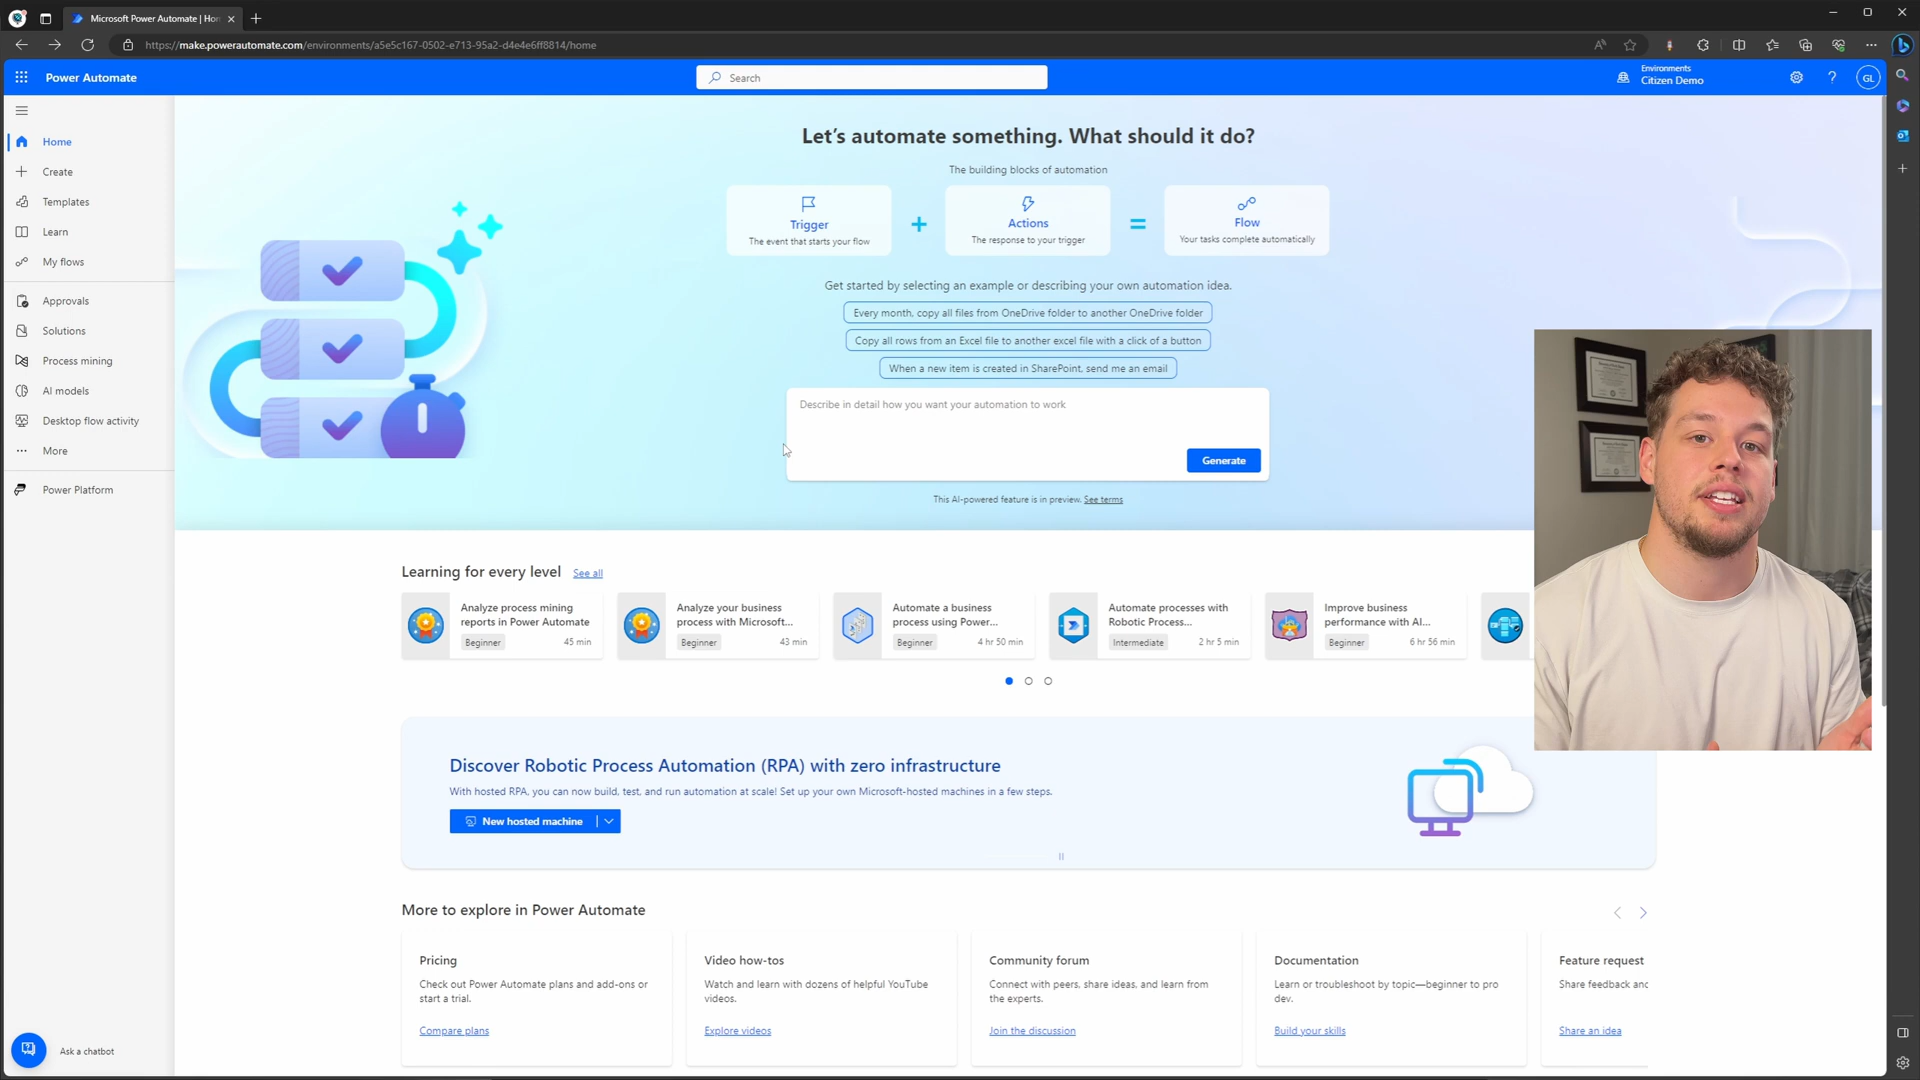 Microsoft Power Automate | Hor
https://make.powerautomate.com/environments/a5e5c167-0502-e713-95a2-d4e4e6ff8814/home
Power Automate
Search
Environments
Citizen Demo
GL
Home
Create
Templates
Learn
My flows
Approvals
Solutions
Process mining
AI models
Desktop flow activity
More
Power Platform
Ask a chatbot
Let's automate something. What should it do?
The building blocks of automation
Trigger
The event that starts your flow
+
Actions
The response to your trigger
=
Flow
Your tasks complete automatically
Get started by selecting an example or describing your own automation idea.
Every month, copy all files from OneDrive folder to another OneDrive folder
Copy all rows from an Excel file to another excel file with a click of a button
When a new item is created in SharePoint, send me an email
Describe in detail how you want your automation to work
Generate
This AI-powered feature is in preview. See terms
Learning for every level See all
Analyze process mining
reports in Power Automate
Beginner 45 min
Analyze your business
process with Microsoft...
Beginner 43 min
Automate a business
process using Power...
Beginner 4 hr 50 min
Automate processes with
Robotic Process...
Intermediate 2 hr 5 min
Improve business
performance with AI...
Beginner 6 hr 56 min
Discover Robotic Process Automation (RPA) with zero infrastructure
With hosted RPA, you can now build, test, and run automation at scale! Set up your own Microsoft-hosted machines in a few steps.
New hosted machine
More to explore in Power Automate
Pricing
Check out Power Automate plans and add-ons or
start a trial.
Compare plans
Video how-tos
Watch and learn with dozens of helpful YouTube
videos.
Explore videos
Community forum
Connect with peers, share ideas, and learn from
the experts.
Join the discussion
Documentation
Learn or troubleshoot by topic—beginner to pro
dev.
Build your skills
Feature request
Share feedback and
Share an idea